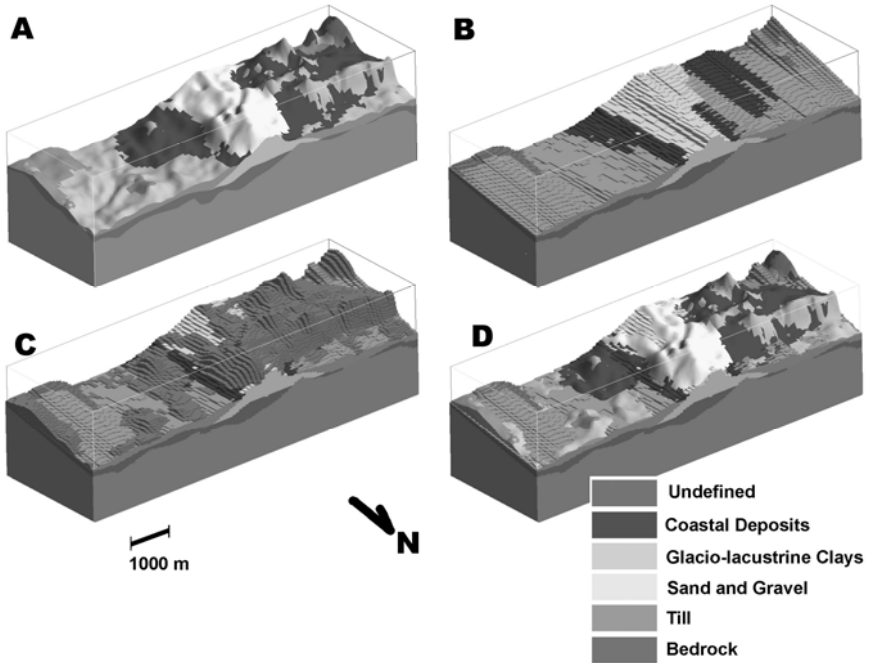 A
B
C
D
1000 m
N
Undefined
Coastal Deposits
Glacio-lacustrine Clays
Sand and Gravel
Till
Bedrock